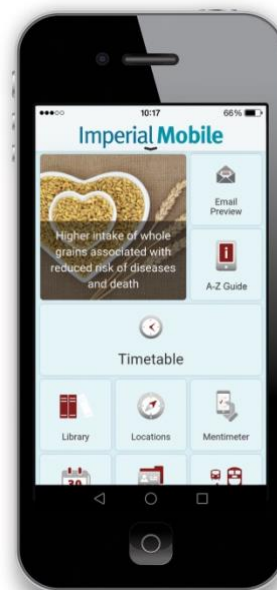 10:17
66%
Imperial Mobile
Higher intake of whole
grains associated with
reduced risk of diseases
and death
Email
Preview
i
A-Z Guide
Timetable
Library
Locations
Mentimeter
30